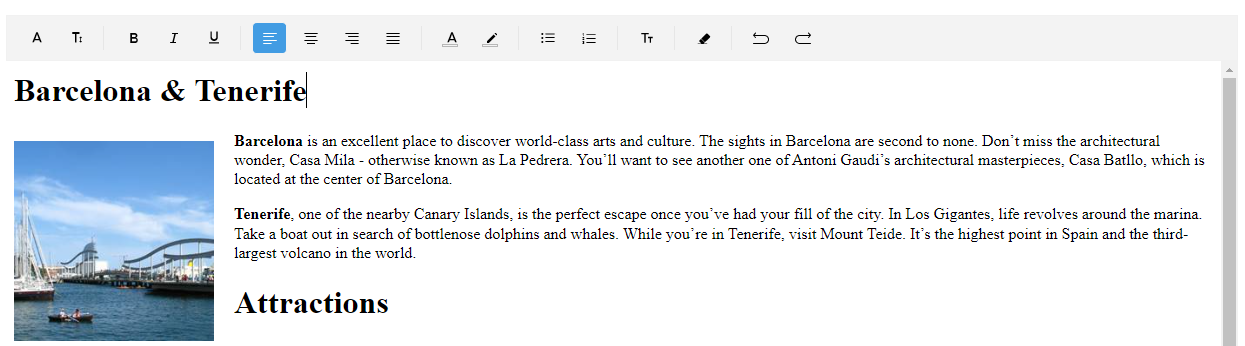 Barcelona & Tenerife
Barcelona is an excellent place to discover world-class arts and culture. The sights in Barcelona are second to none. Don’t miss the architectural
wonder, Casa Mila - otherwise known as La Pedrera. You’ll want to see another one of Antoni Gaudi’s architectural masterpieces, Casa Batllo, which is
located at the center of Barcelona.
Tenerife, one of the nearby Canary Islands, is the perfect escape once you’ve had your fill of the city. In Los Gigantes, life revolves around the marina.
Take a boat out in search of bottlenose dolphins and whales. While you’re in Tenerife, visit Mount Teide. It’s the highest point in Spain and the third-
largest volcano in the world.
Attractions